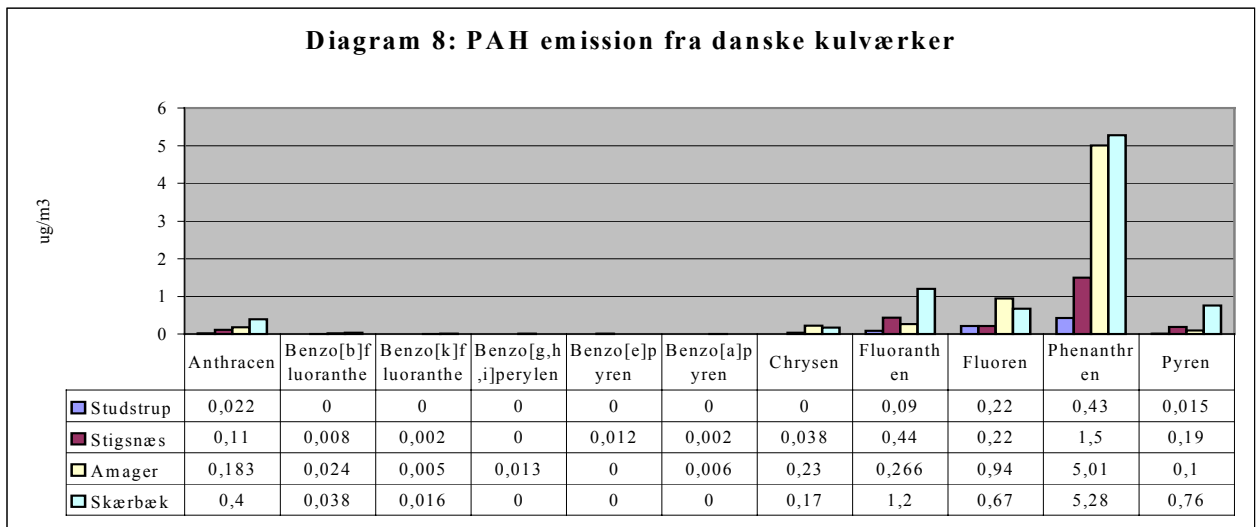 Diagram 8: PAH emission fra danske kulværker
6
5
4
3
2
1
0
ug/m3
Anthracen Benzo[b]f Benzo[k]f Benzo[g,h Benzo[e]p Benzo[a]p Chrysen Fluoranth Fluoren Phenanthr Pyren
luoranthe luoranthe ,i]perylen yren yren en en
Studstrup 0,022 0 0 0 0 0 0 0,09 0,22 0,43 0,015
Stigsnæs 0,11 0,008 0,002 0 0,012 0,002 0,038 0,44 0,22 1,5 0,19
Amager 0,183 0,024 0,005 0,013 0 0,006 0,23 0,266 0,94 5,01 0,1
Skærbæk 0,4 0,038 0,016 0 0 0 0,17 1,2 0,67 5,28 0,76